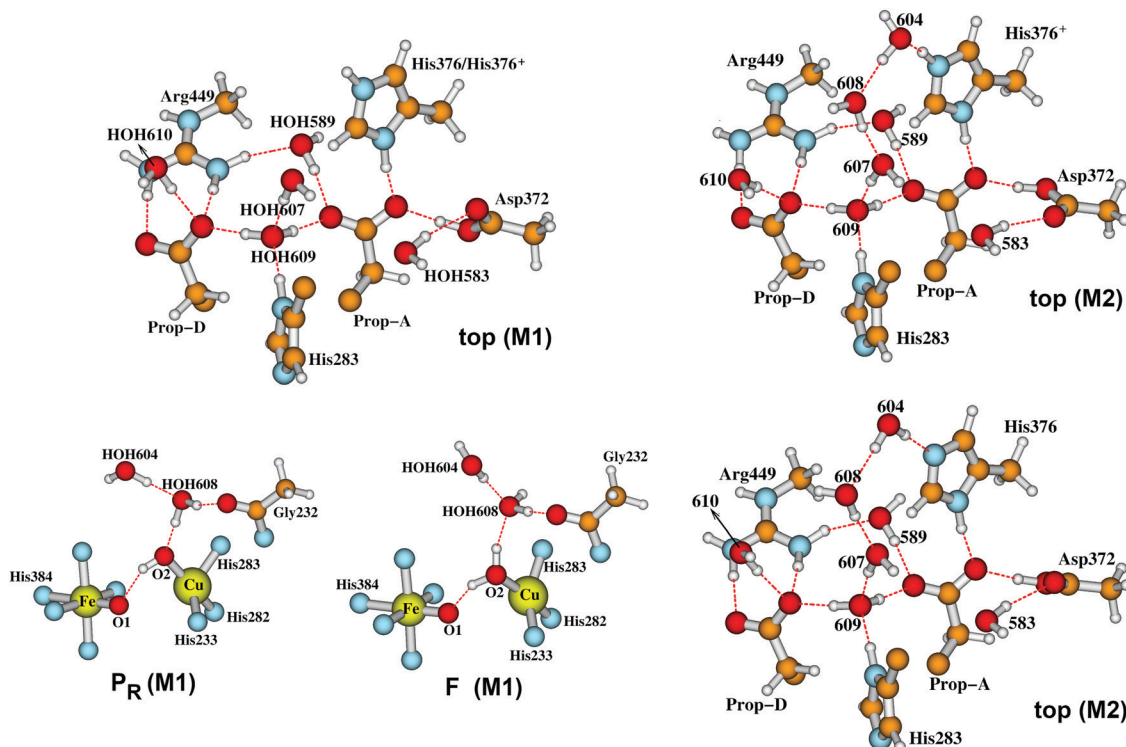 Arg449
His376/His376⁺
HOH610
HOH589
HOH607
Asp372
HOH609
HOH583
Prop–D
Prop–A
top (M1)
His283
604
His376⁺
Arg449
608
589
607
610
Asp372
609
583
Prop–D
Prop–A
top (M2)
His283
HOH604
HOH608
Gly232
O2
His283
His384
Fe
Cu
O1
His282
His233
P_R (M1)
Gly232
HOH604
HOH608
His283
His384
O2
Fe
Cu
O1
His282
His233
F (M1)
604
His376
Arg449
608
610
589
607
Asp372
609
583
Prop–A
Prop–D
His283
top (M2)